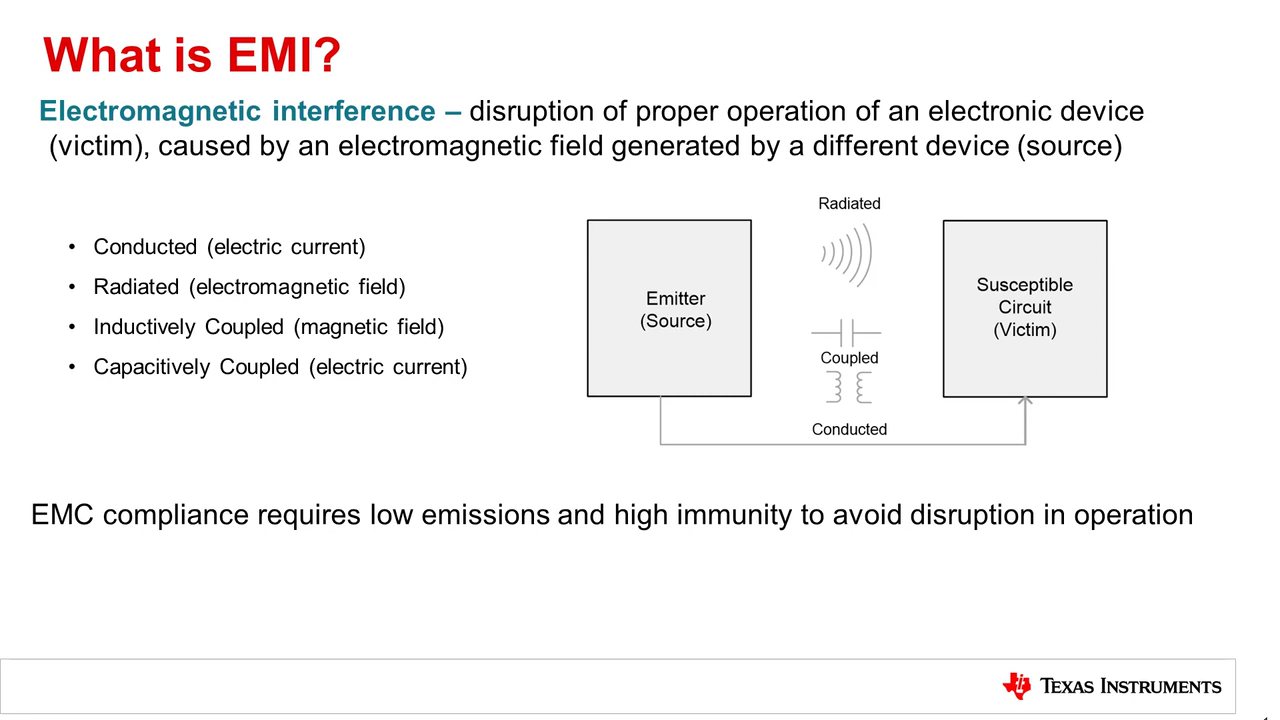 What is EMI?
Electromagnetic interference – disruption of proper operation of an electronic device
(victim), caused by an electromagnetic field generated by a different device (source)
• Conducted (electric current)
• Radiated (electromagnetic field)
• Inductively Coupled (magnetic field)
• Capacitively Coupled (electric current)
Radiated
Emitter
(Source)
Susceptible
Circuit
(Victim)
Coupled
Conducted
EMC compliance requires low emissions and high immunity to avoid disruption in operation
TEXAS INSTRUMENTS